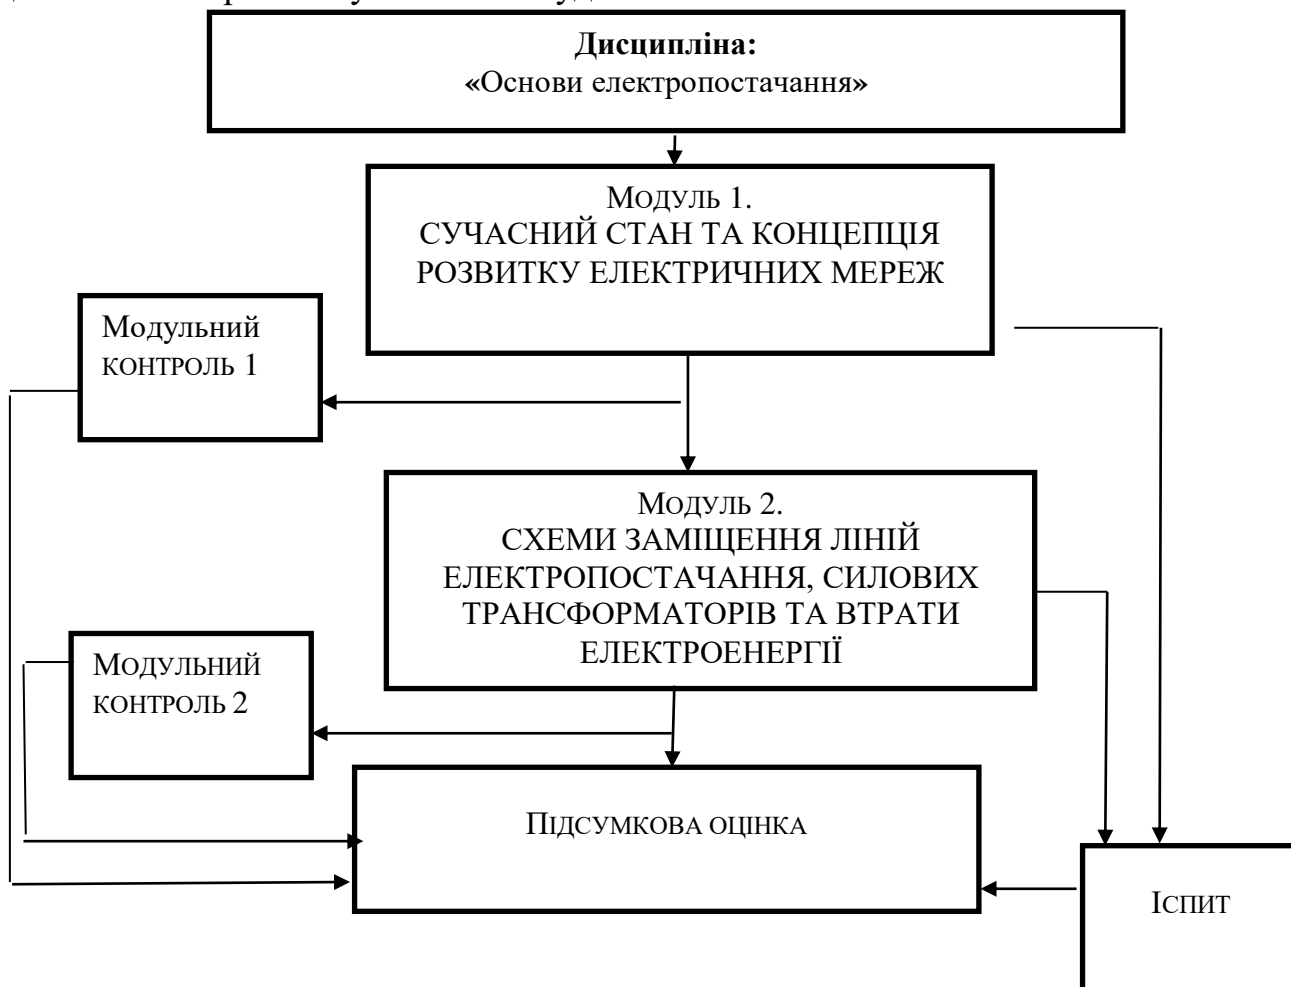 Дисципліна:
«Основи електропостачання»
Модуль 1.
СУЧАСНИЙ СТАН ТА КОНЦЕПЦІЯ
РОЗВИТКУ ЕЛЕКТРИЧНИХ МЕРЕЖ
Модульний
контроль 1
Модуль 2.
СХЕМИ ЗАМІЩЕННЯ ЛІНІЙ
ЕЛЕКТРОПОСТАЧАННЯ, СИЛОВИХ
ТРАНСФОРМАТОРІВ ТА ВТРАТИ
ЕЛЕКТРОЕНЕРГІЇ
Модульний
контроль 2
Підсумкова оцінка
Іспит